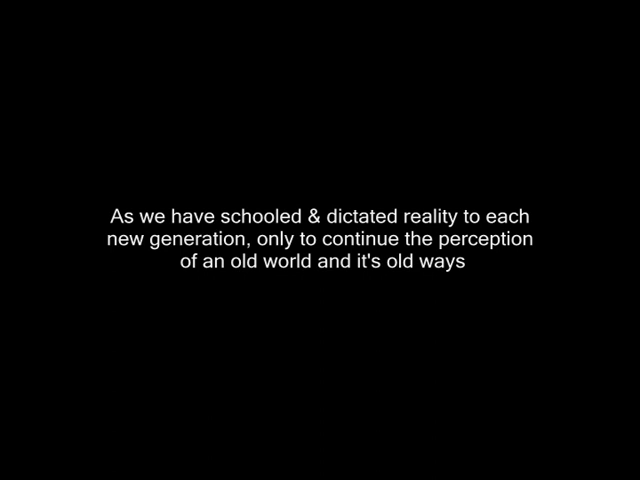 As we have schooled & dictated reality to each
new generation, only to continue the perception
of an old world and it's old ways